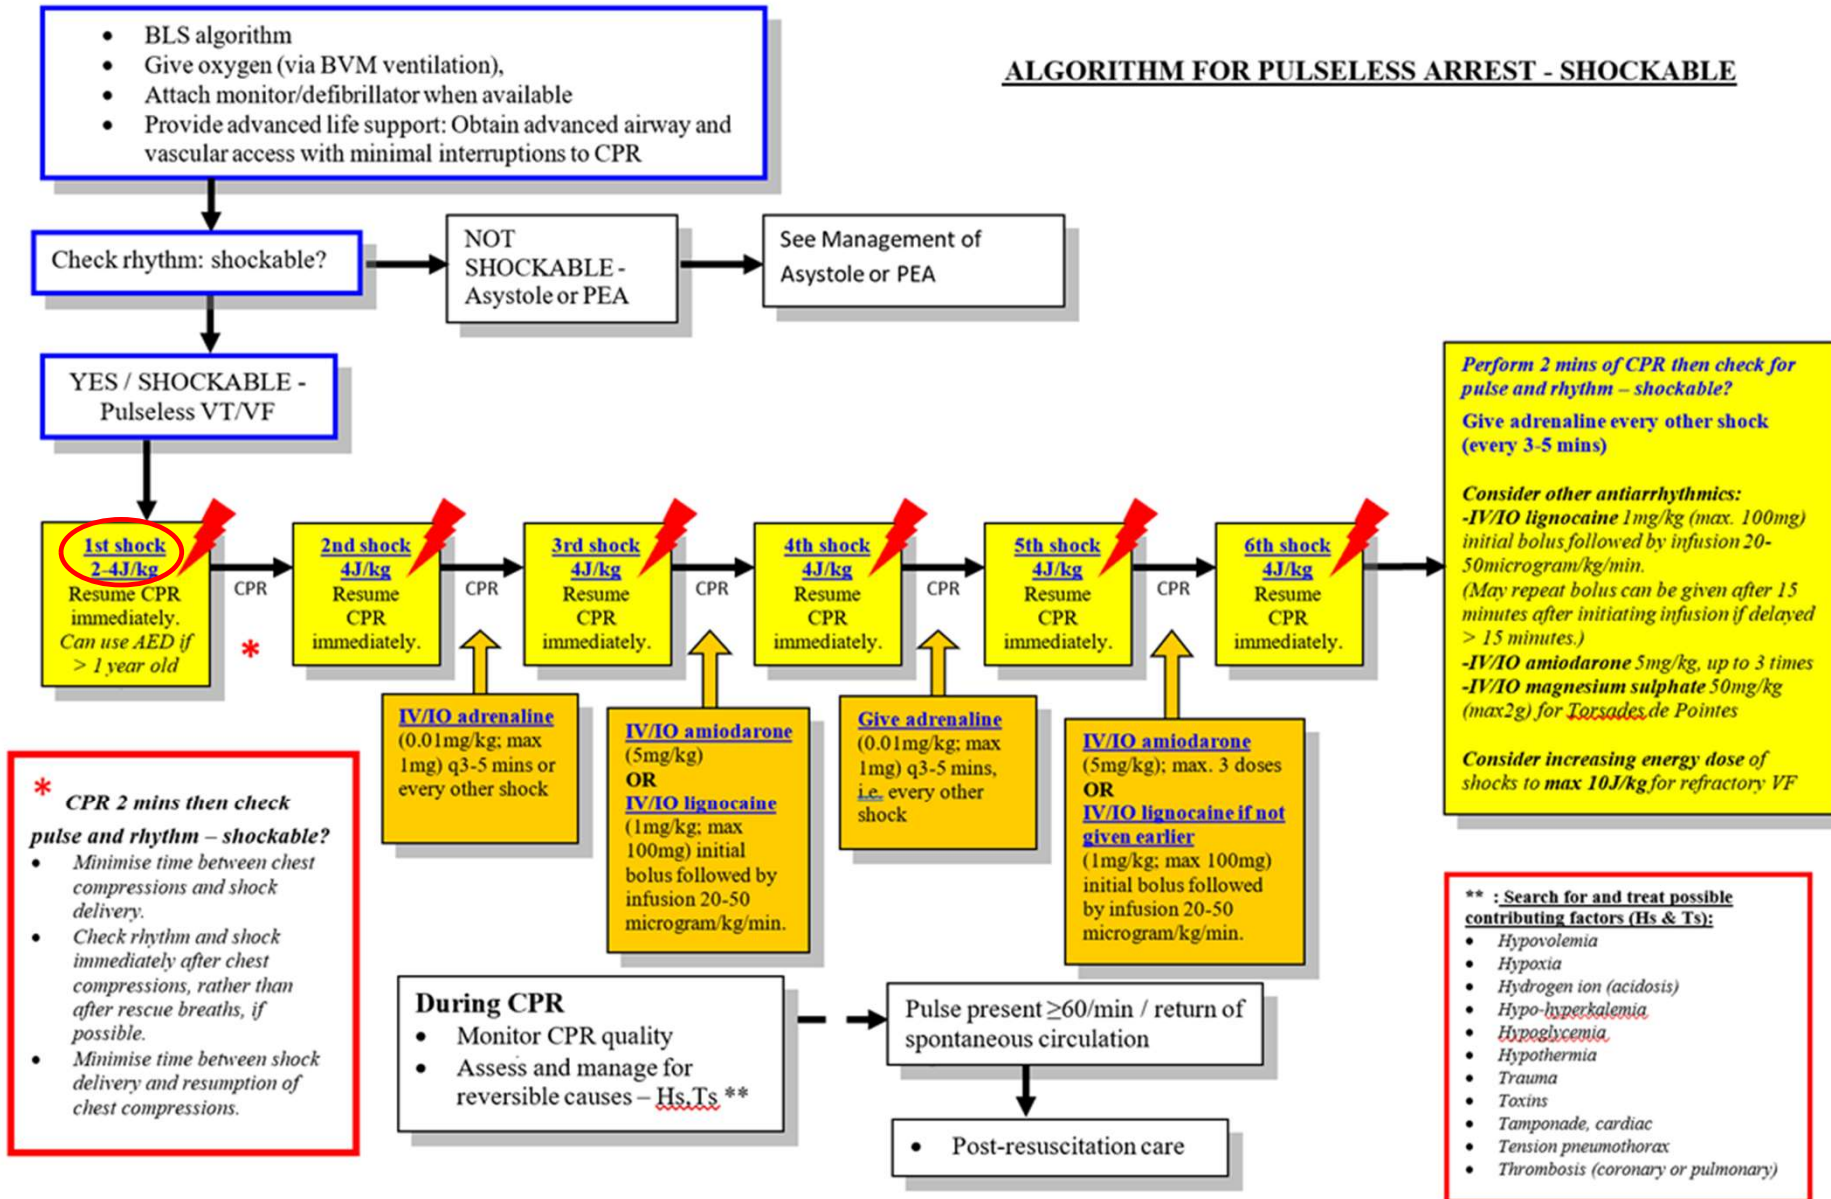 ALGORITHM FOR PULSELESS ARREST - SHOCKABLE
• BLS algorithm
• Give oxygen (via BVM ventilation),
• Attach monitor/defibrillator when available
• Provide advanced life support: Obtain advanced airway and
vascular access with minimal interruptions to CPR
Check rhythm: shockable?
NOT
SHOCKABLE -
Asystole or PEA
See Management of
Asystole or PEA
YES / SHOCKABLE -
Pulseless VT/VF
1st shock
2-4J/kg
Resume CPR
immediately.
Can use AED if
> 1 year old
CPR
*
2nd shock
4J/kg
Resume
CPR
immediately.
CPR
3rd shock
4J/kg
Resume
CPR
immediately.
CPR
4th shock
4J/kg
Resume
CPR
immediately.
CPR
5th shock
4J/kg
Resume
CPR
immediately.
CPR
6th shock
4J/kg
Resume
CPR
immediately.
Perform 2 mins of CPR then check for
pulse and rhythm – shockable?
Give adrenaline every other shock
(every 3-5 mins)
Consider other antiarrhythmics:
-IV/IO lignocaine 1mg/kg (max. 100mg)
initial bolus followed by infusion 20-
50microgram/kg/min.
(May repeat bolus can be given after 15
minutes after initiating infusion if delayed
> 15 minutes.)
-IV/IO amiodarone 5mg/kg, up to 3 times
-IV/IO magnesium sulphate 50mg/kg
(max2g) for Torsades de Pointes
Consider increasing energy dose of
shocks to max 10J/kg for refractory VF
IV/IO adrenaline
(0.01mg/kg; max
1mg) q3-5 mins or
every other shock
IV/IO amiodarone
(5mg/kg)
OR
IV/IO lignocaine
(1mg/kg; max
100mg) initial
bolus followed by
infusion 20-50
microgram/kg/min.
Give adrenaline
(0.01mg/kg; max
1mg) q3-5 mins,
i.e. every other
shock
IV/IO amiodarone
(5mg/kg); max. 3 doses
OR
IV/IO lignocaine if not
given earlier
(1mg/kg; max 100mg)
initial bolus followed
by infusion 20-50
microgram/kg/min.
* CPR 2 mins then check
pulse and rhythm – shockable?
• Minimise time between chest
compressions and shock
delivery.
• Check rhythm and shock
immediately after chest
compressions, rather than
after rescue breaths, if
possible.
• Minimise time between shock
delivery and resumption of
chest compressions.
During CPR
• Monitor CPR quality
• Assess and manage for
reversible causes – Hs,Ts **
Pulse present ≥60/min / return of
spontaneous circulation
• Post-resuscitation care
** : Search for and treat possible
contributing factors (Hs & Ts):
• Hypovolemia
• Hypoxia
• Hydrogen ion (acidosis)
• Hypo-hyperkalemia
• Hypoglycemia
• Hypothermia
• Trauma
• Toxins
• Tamponade, cardiac
• Tension pneumothorax
• Thrombosis (coronary or pulmonary)